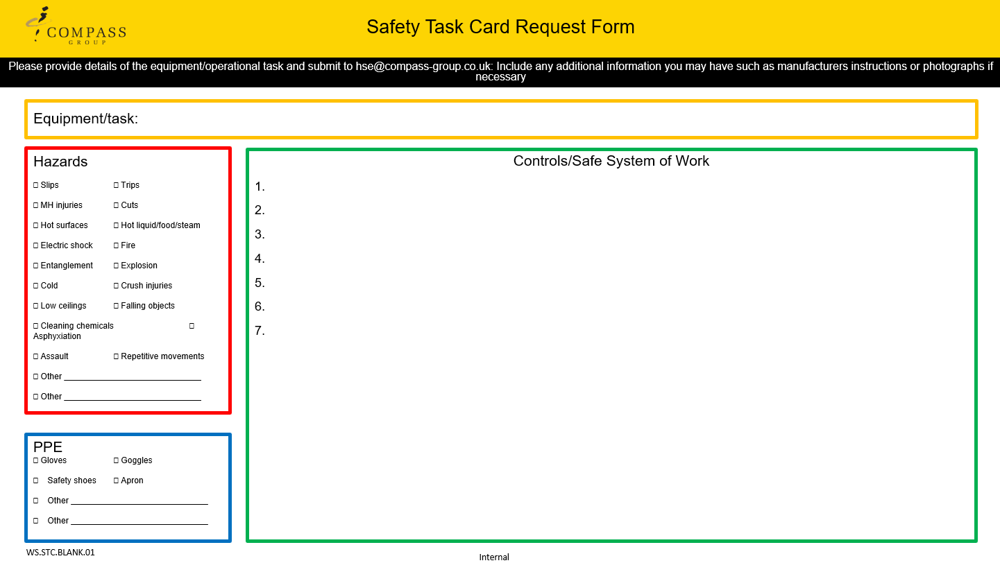 COMPASS
GROUP
Safety Task Card Request Form
Please provide details of the equipment/operational task and submit to hse@compass-group.co.uk: Include any additional information you may have such as manufacturers instructions or photographs if
necessary
Equipment/task:
Hazards
□ Slips □ Trips
□ MH injuries □ Cuts
□ Hot surfaces □ Hot liquid/food/steam
□ Electric shock □ Fire
□ Entanglement □ Explosion
□ Cold □ Crush injuries
□ Low ceilings □ Falling objects
□ Cleaning chemicals □
Asphyxiation
□ Assault □ Repetitive movements
□ Other ______________________________
□ Other ______________________________
PPE
□ Gloves □ Goggles
□ Safety shoes □ Apron
□ Other ______________________________
□ Other ______________________________
Controls/Safe System of Work
1.
2.
3.
4.
5.
6.
7.
WS.STC.BLANK.01
Internal